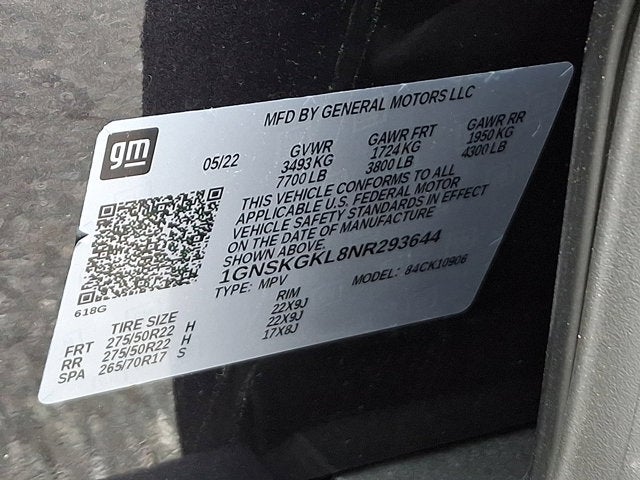 MFD BY GENERAL MOTORS LLC
gm
05/22
GVWR GAWR FRT GAWR RR
3493 KG 1724 KG 1950 KG
7700 LB 3800 LB 4300 LB
THIS VEHICLE CONFORMS TO ALL
APPLICABLE U.S. FEDERAL MOTOR
VEHICLE SAFETY STANDARDS IN EFFECT
ON THE DATE OF MANUFACTURE
SHOWN ABOVE.
1GNSKGKL8NR293644
TYPE: MPV MODEL: 84CK10906
618G
TIRE SIZE RIM
FRT 275/50R22 H 22X9J
RR 275/50R22 H 22X9J
SPA 265/70R17 S 17X8J